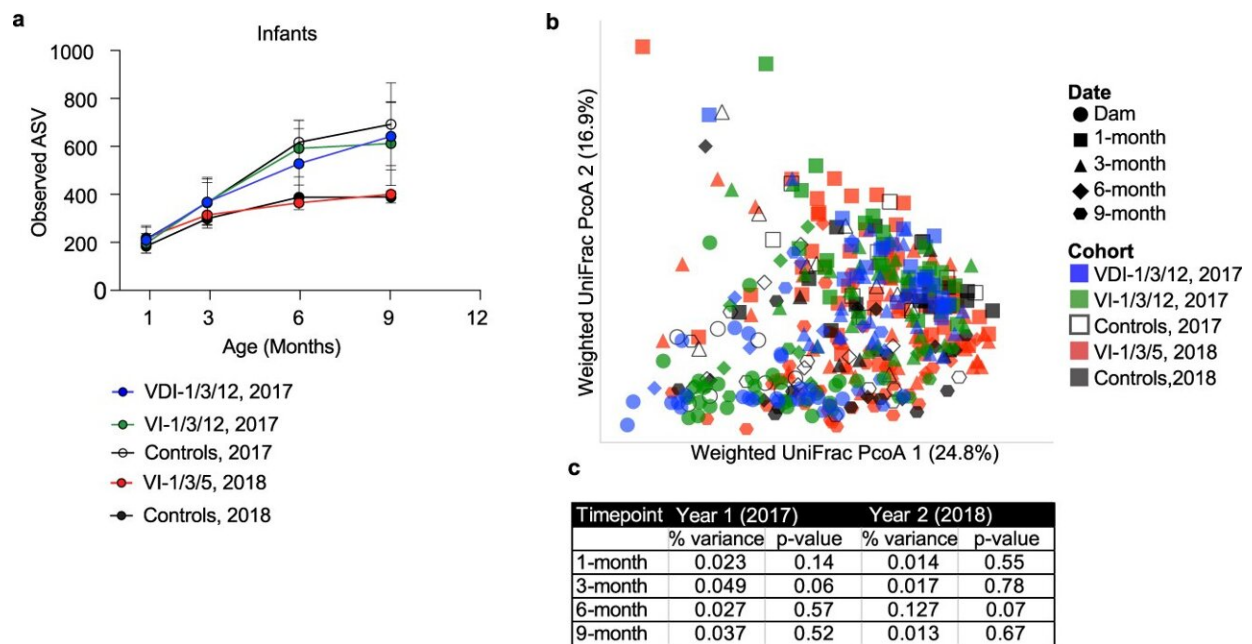 a
Infants
1000
800
600
400
200
0
Observed ASV
1 3 6 9 12
Age (Months)
VDI-1/3/12, 2017
VI-1/3/12, 2017
Controls, 2017
VI-1/3/5, 2018
Controls, 2018
b
Weighted UniFrac PcoA 2 (16.9%)
Weighted UniFrac PcoA 1 (24.8%)
Date
Dam
1-month
3-month
6-month
9-month
Cohort
VDI-1/3/12, 2017
VI-1/3/12, 2017
Controls, 2017
VI-1/3/5, 2018
Controls,2018
c
Timepoint Year 1 (2017) Year 2 (2018)
% variance p-value % variance p-value
1-month 0.023 0.14 0.014 0.55
3-month 0.049 0.06 0.017 0.78
6-month 0.027 0.57 0.127 0.07
9-month 0.037 0.52 0.013 0.67